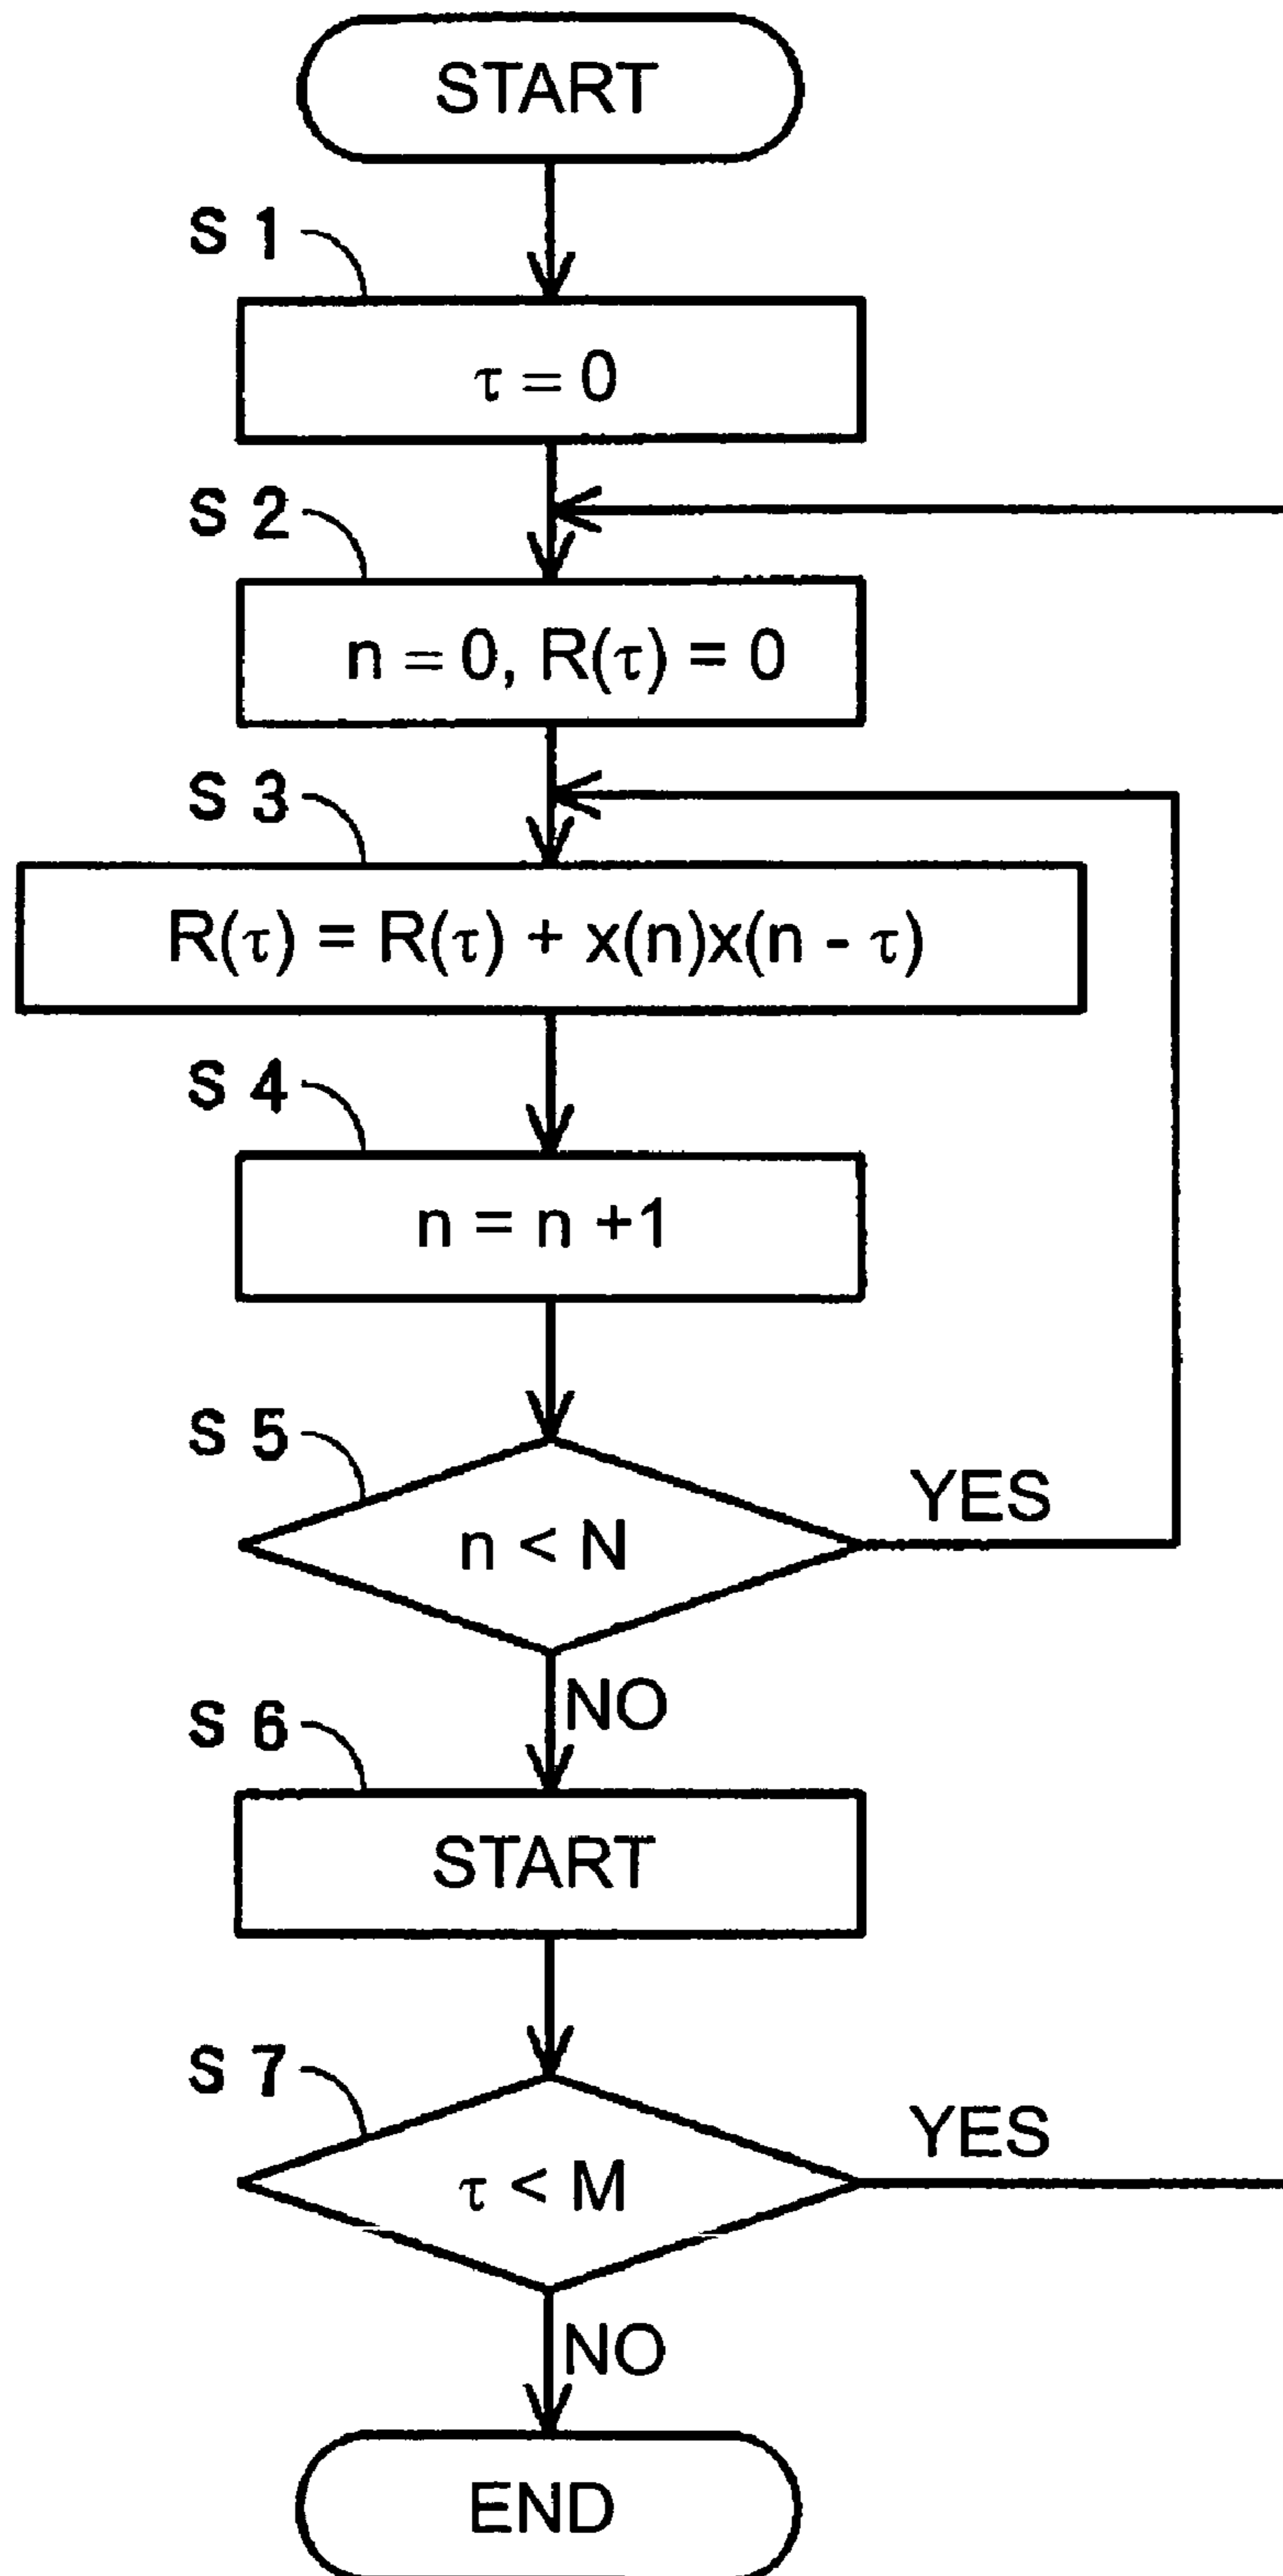 START
S 1
τ = 0
S 2
n = 0, R(τ) = 0
S 3
R(τ) = R(τ) + x(n)x(n - τ)
S 4
n = n +1
S 5
n < N
YES
NO
S 6
START
S 7
τ < M
YES
NO
END